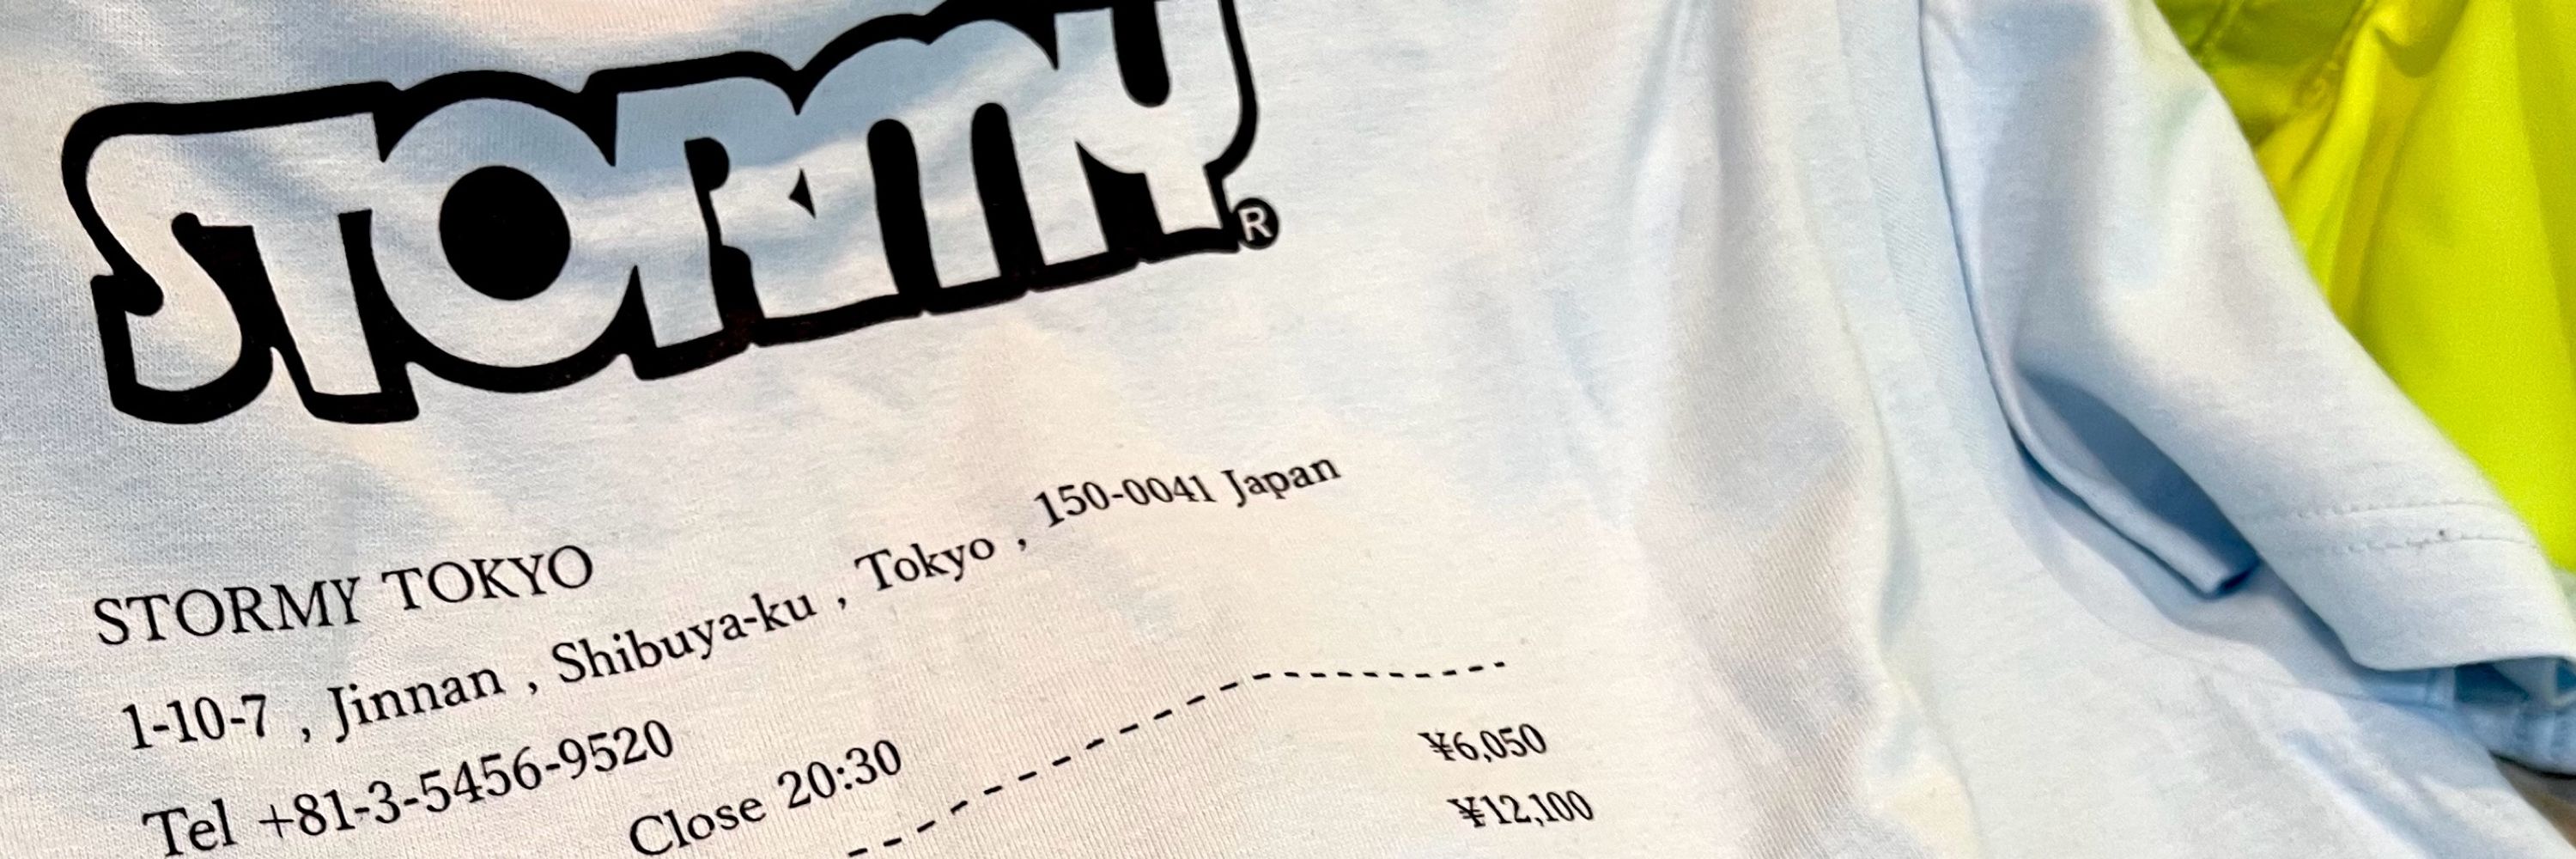 STORMY®
STORMY TOKYO
1-10-7 , Jinnan , Shibuya-ku , Tokyo , 150-0041 Japan
Tel +81-3-5456-9520
Close 20:30
¥6,050
¥12,100